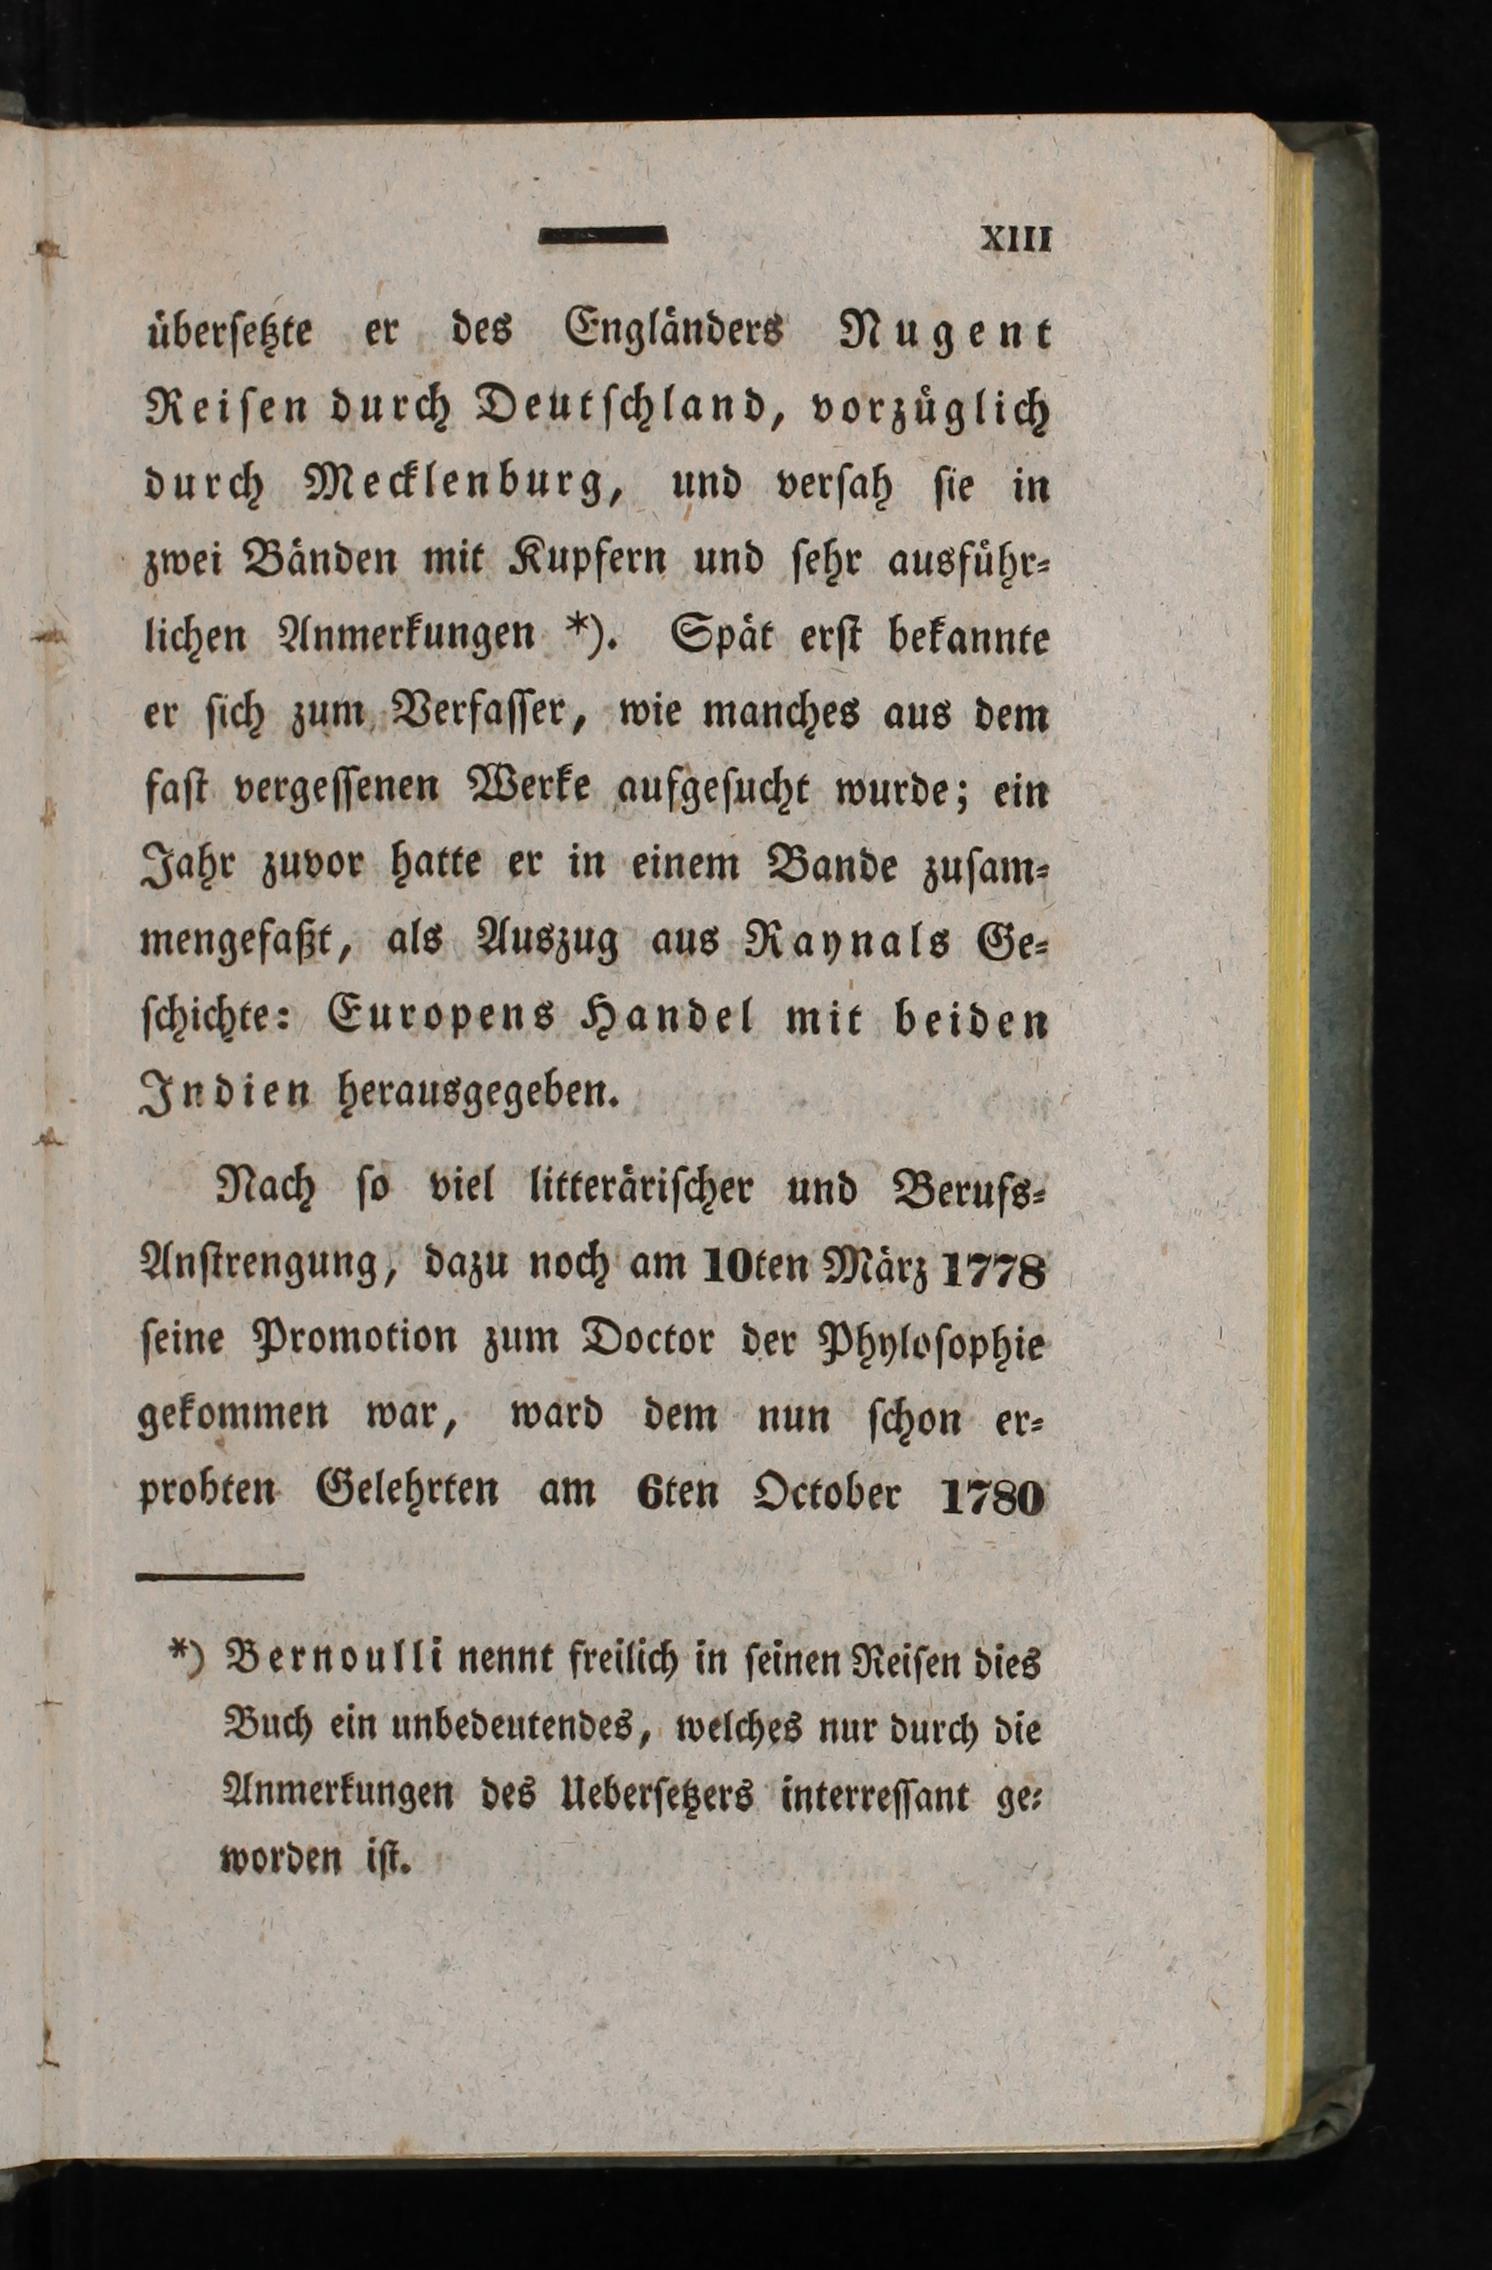 XIII
überſetzte er des Engländers Nugent
Reiſen durch Deutſchland, vorzüglich
durch Mecklenburg, und verſah ſie in
zwei Bänden mit Kupfern und ſehr ausführ-
lichen Anmerkungen *). Spät erſt bekannte
er ſich zum Verfaſſer, wie manches aus dem
faſt vergeſſenen Werke aufgeſucht wurde; ein
Jahr zuvor hatte er in einem Bande zuſam-
mengefaßt, als Auszug aus Raynals Ge-
ſchichte: Europens Handel mit beiden
Indien herausgegeben.
Nach ſo viel litteräriſcher und Berufs-
Anſtrengung, dazu noch am 10ten März 1778
ſeine Promotion zum Doctor der Phyloſophie
gekommen war, ward dem nun ſchon er-
probten Gelehrten am 6ten October 1780
*) Bernoulli nennt freilich in ſeinen Reiſen dies
Buch ein unbedeutendes, welches nur durch die
Anmerkungen des Ueberſetzers interreſſant ge-
worden iſt.